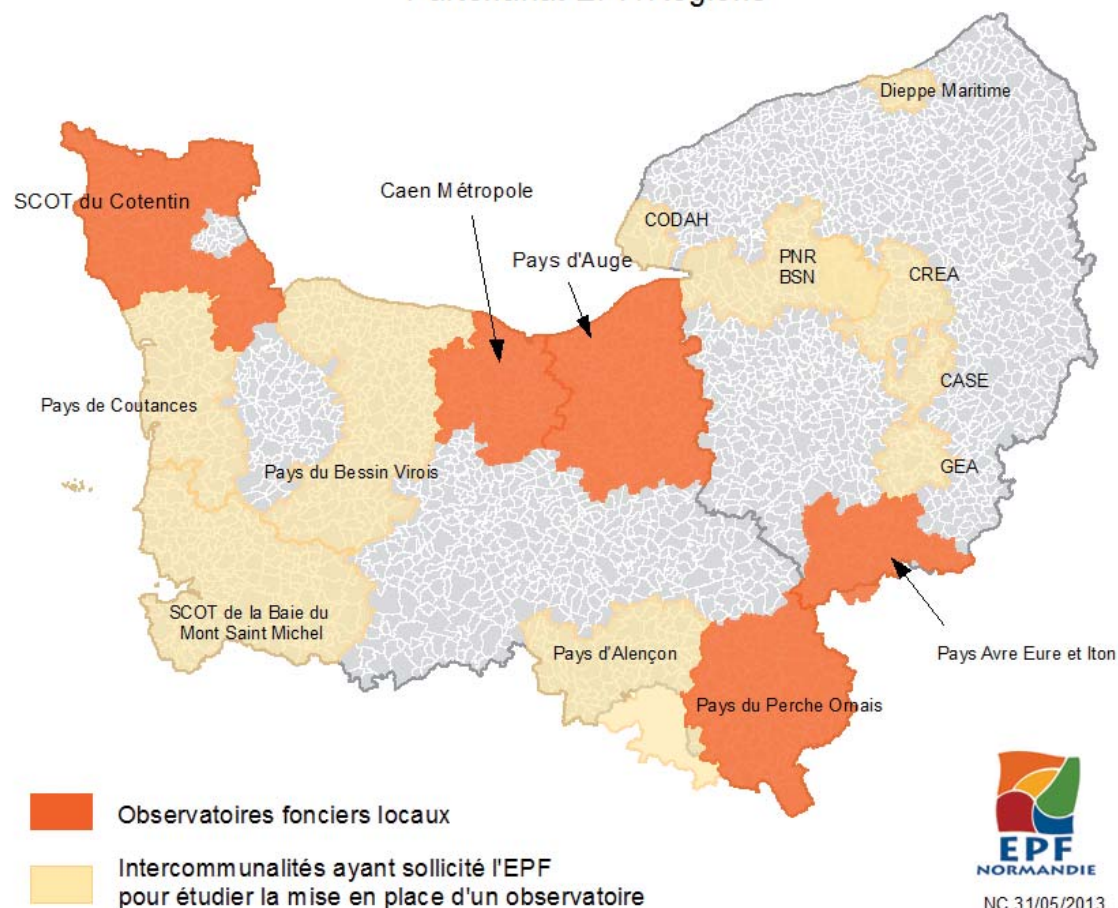 Dieppe Maritime
SCOT du Cotentin
Caen Métropole
CODAH
Pays d'Auge
PNR
BSN
CREA
CASE
Pays de Coutances
GEA
Pays du Bessin Virois
SCOT de la Baie du
Mont Saint Michel
Pays d'Alençon
Pays Avre Eure et Iton
Pays du Perche Ornais
Observatoires fonciers locaux
Intercommunalités ayant sollicité l'EPF
pour étudier la mise en place d'un observatoire
EPF
NORMANDIE
NC 31/05/2013